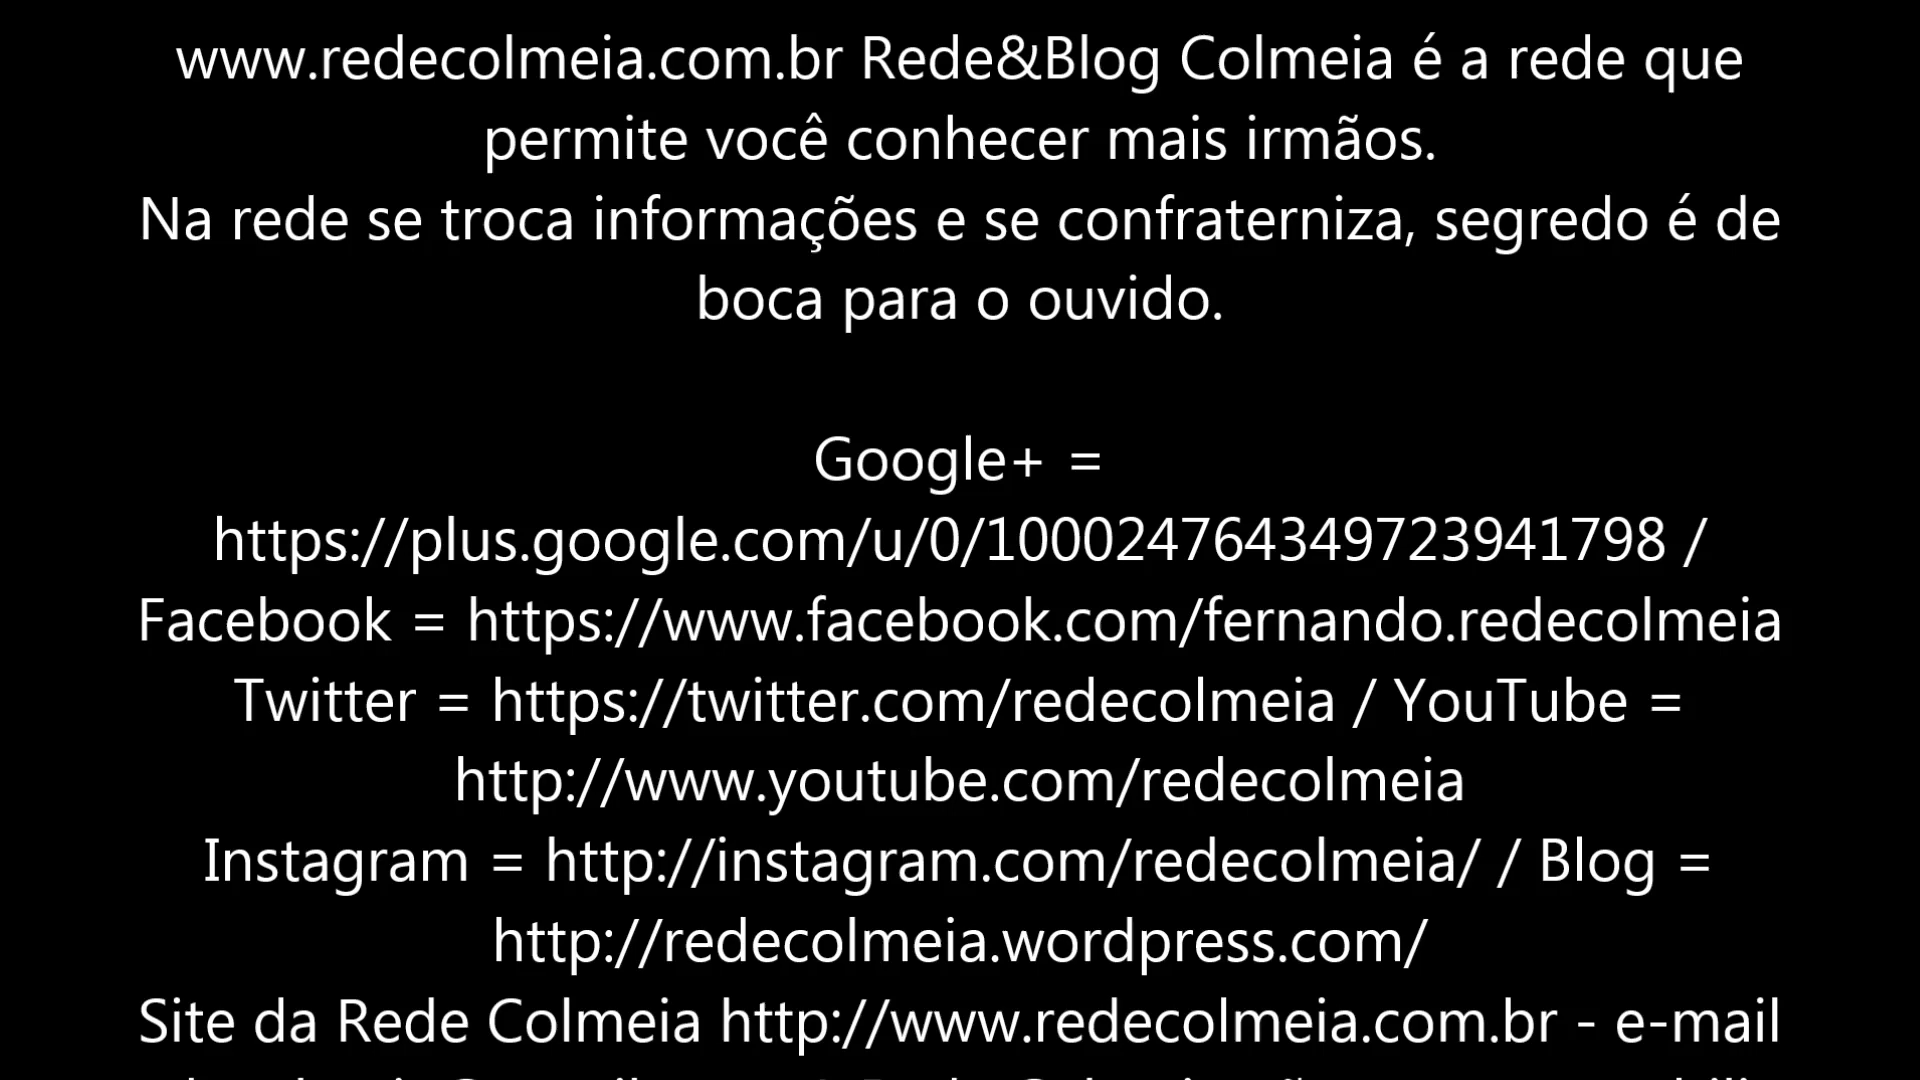 www.redecolmeia.com.br Rede&Blog Colmeia é a rede que
permite você conhecer mais irmãos.
Na rede se troca informações e se confraterniza, segredo é de
boca para o ouvido.
Google+ =
https://plus.google.com/u/0/100024764349723941798 /
Facebook = https://www.facebook.com/fernando.redecolmeia
Twitter = https://twitter.com/redecolmeia / YouTube =
http://www.youtube.com/redecolmeia
Instagram = http://instagram.com/redecolmeia/ / Blog =
http://redecolmeia.wordpress.com/
Site da Rede Colmeia http://www.redecolmeia.com.br - e-mail